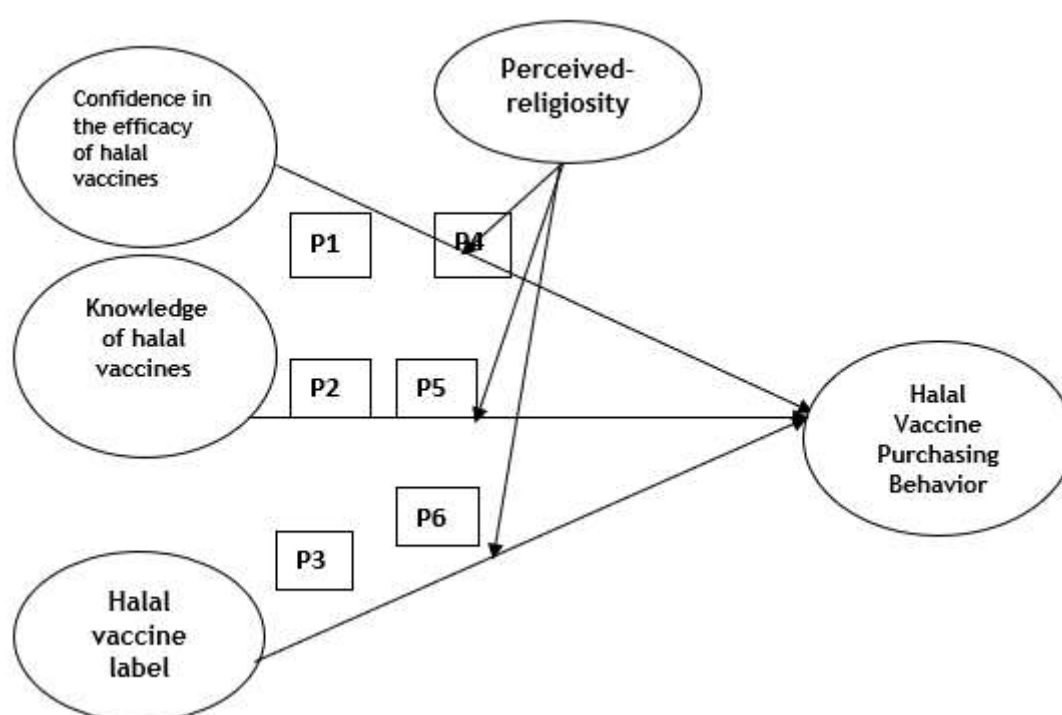 Confidence in
the efficacy
of halal
vaccines
Perceived-
religiosity
P1
P4
Knowledge
of halal
vaccines
P2
P5
Halal
Vaccine
Purchasing
Behavior
P6
P3
Halal
vaccine
label